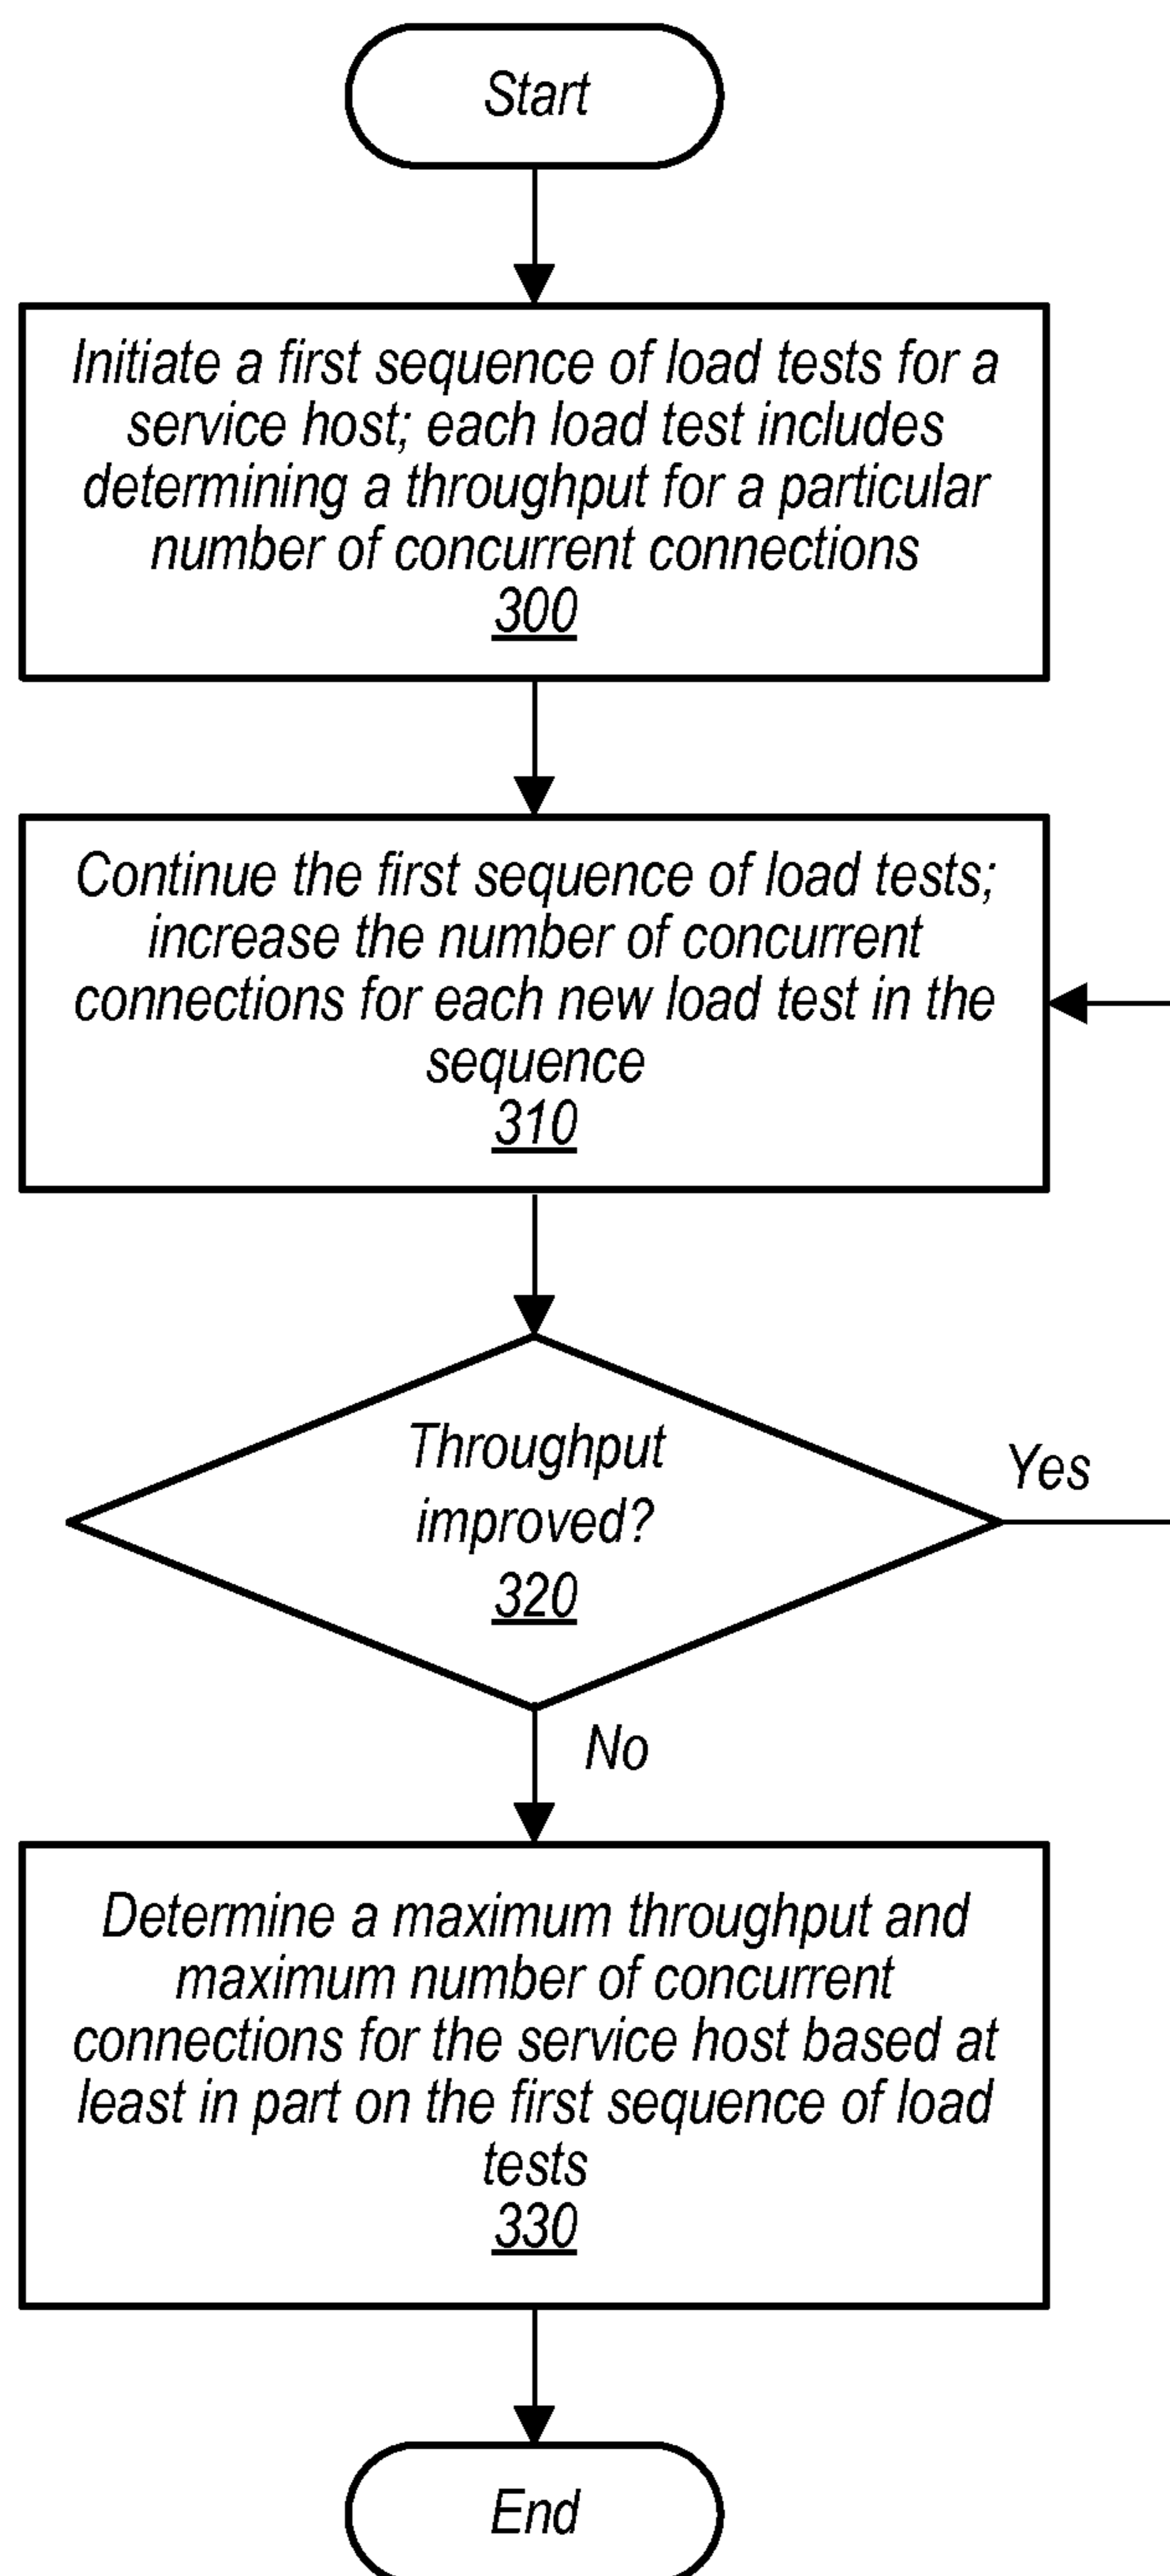 Start
Initiate a first sequence of load tests for a
service host; each load test includes
determining a throughput for a particular
number of concurrent connections
300
Continue the first sequence of load tests;
increase the number of concurrent
connections for each new load test in the
sequence
310
Throughput
improved?
320
Yes
No
Determine a maximum throughput and
maximum number of concurrent
connections for the service host based at
least in part on the first sequence of load
tests
330
End